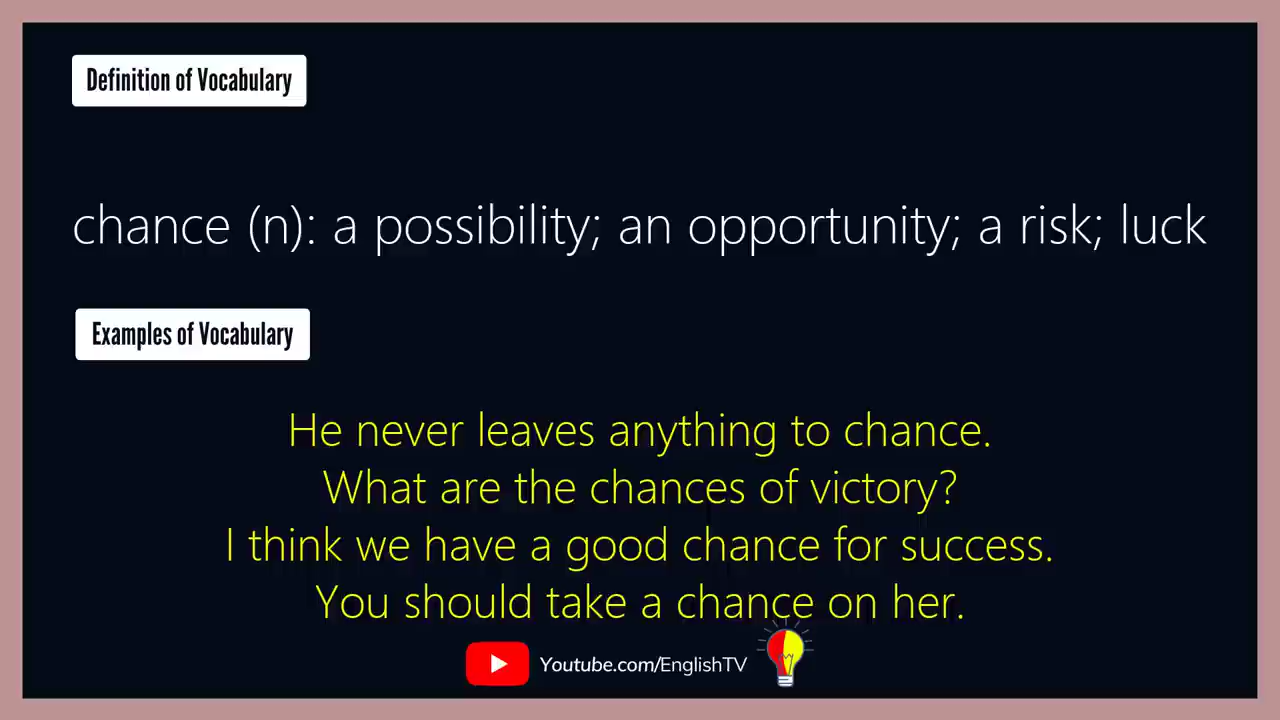 Definition of Vocabulary
chance (n): a possibility; an opportunity; a risk; luck
Examples of Vocabulary
He never leaves anything to chance.
What are the chances of victory?
I think we have a good chance for success.
You should take a chance on her.
Youtube.com/EnglishTV